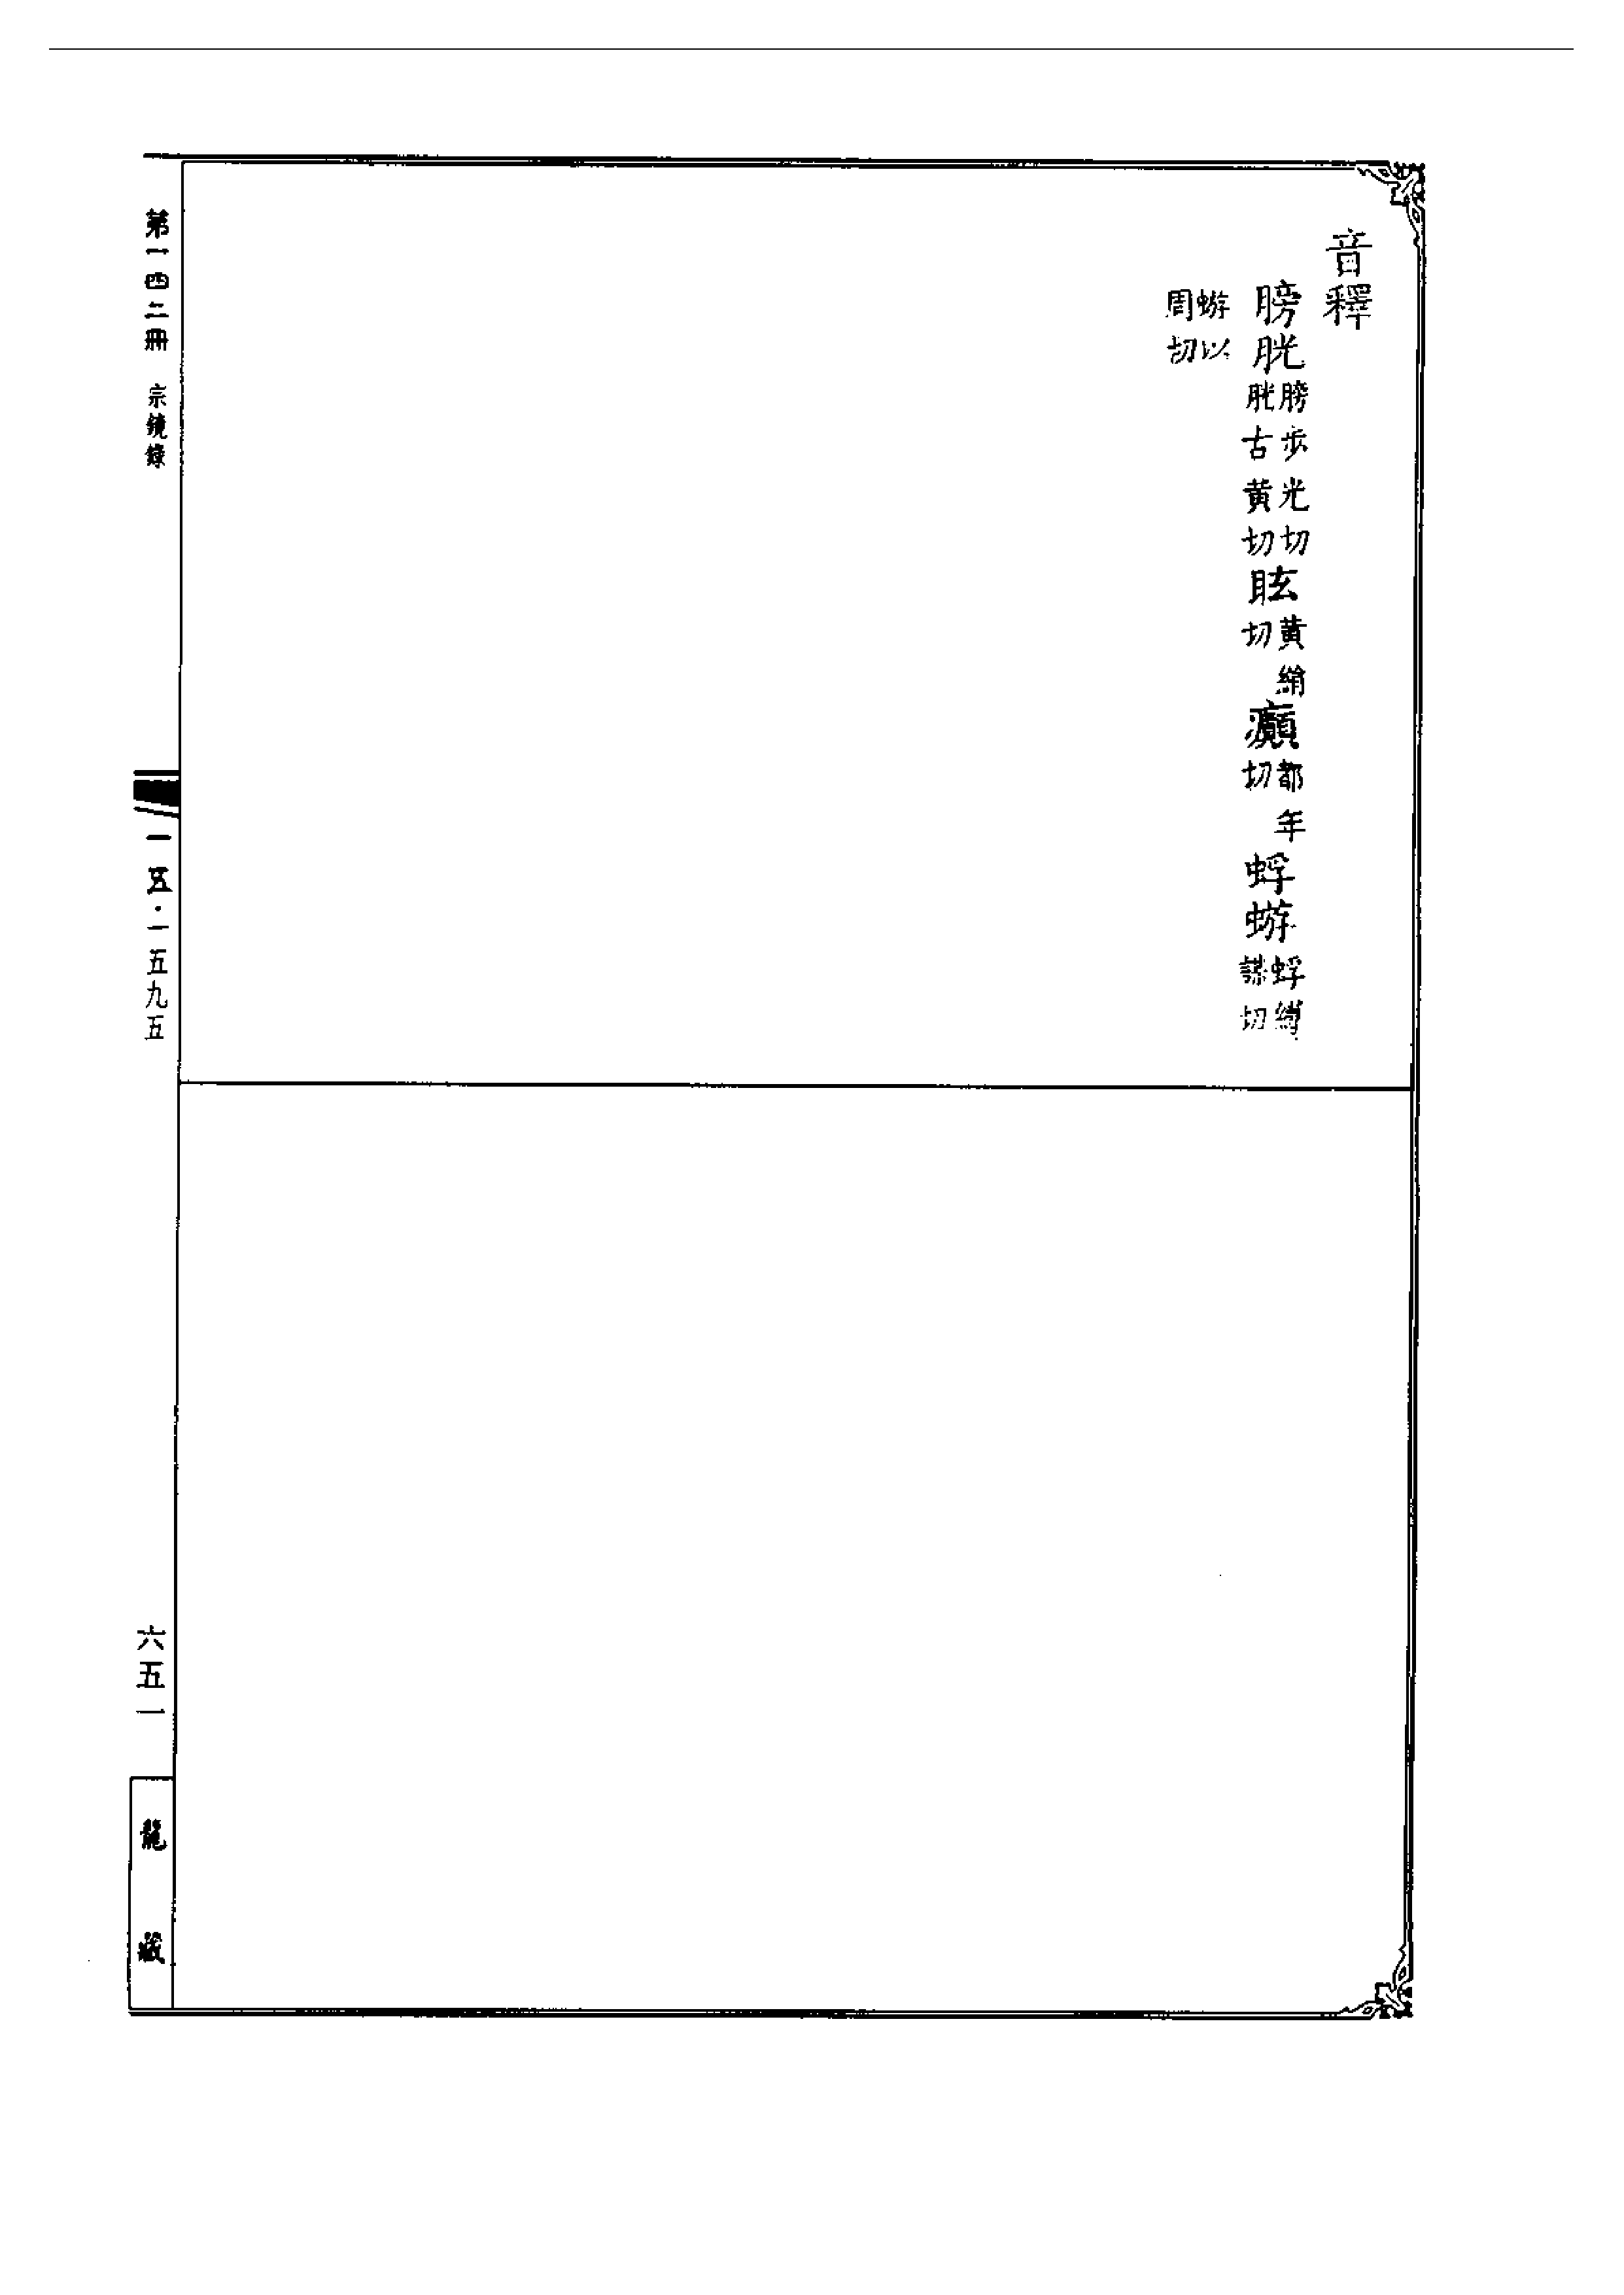 音釋
膀胱膀步光切胱古黃切眩黃絹切癲都年切蜉蝣蜉縛謀切
蝣以周切
第一四二冊 宗鏡錄
一五·一五九五
六五一
龍藏